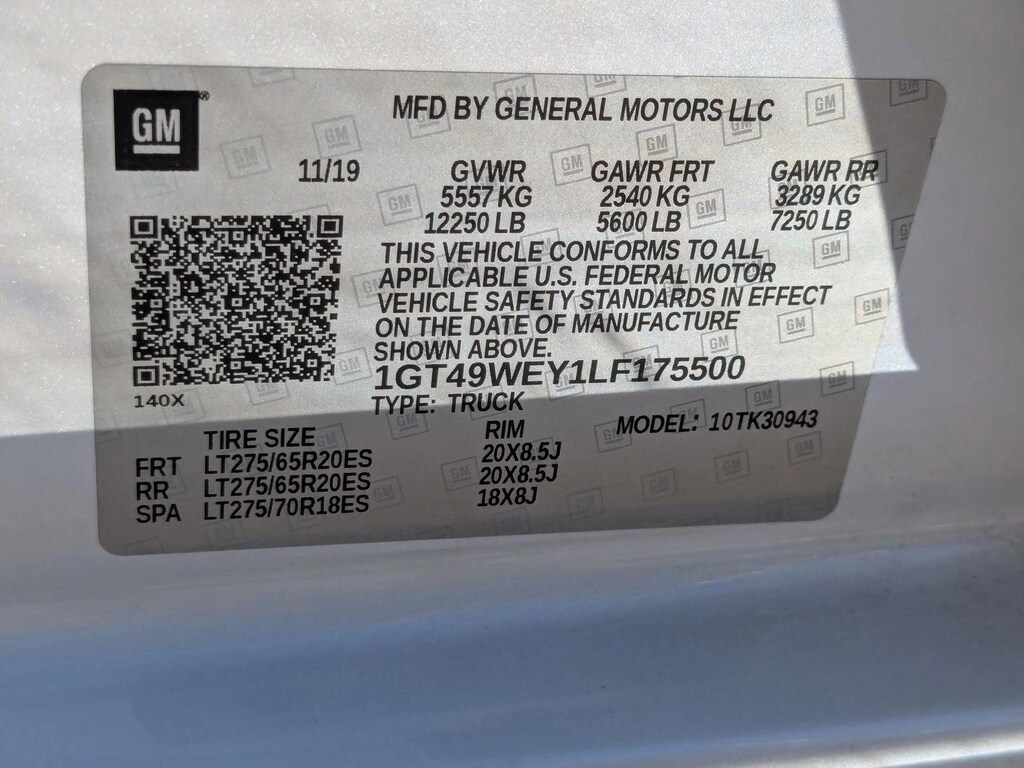 GM®
MFD BY GENERAL MOTORS LLC
11/19 GVWR GAWR FRT GAWR RR
5557 KG 2540 KG 3289 KG
12250 LB 5600 LB 7250 LB
THIS VEHICLE CONFORMS TO ALL
APPLICABLE U.S. FEDERAL MOTOR
VEHICLE SAFETY STANDARDS IN EFFECT
ON THE DATE OF MANUFACTURE
SHOWN ABOVE.
1GT49WEY1LF175500
140X
TYPE: TRUCK
MODEL: 10TK30943
TIRE SIZE RIM
FRT LT275/65R20ES 20X8.5J
RR LT275/65R20ES 20X8.5J
SPA LT275/70R18ES 18X8J